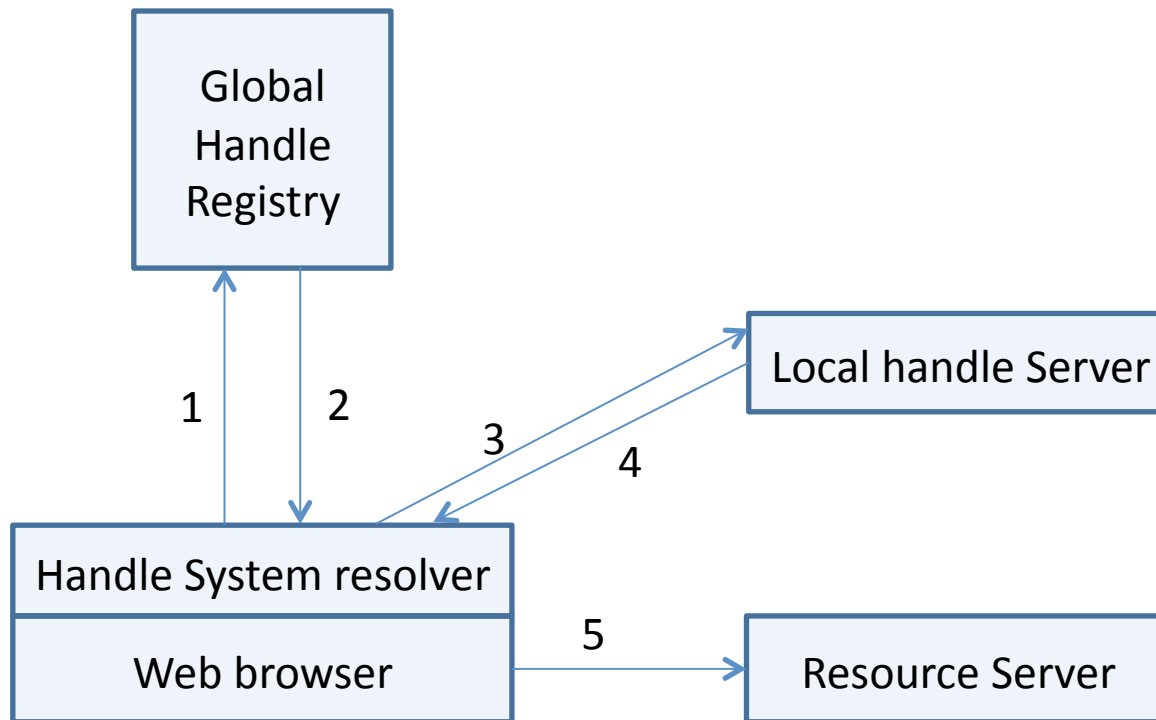 Global
Handle
Registry
1
2
3
4
Local handle Server
Handle System resolver
Web browser
5
Resource Server